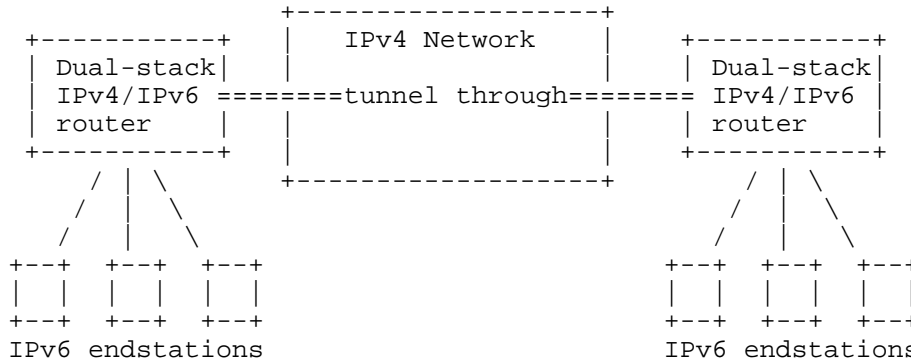 IPv4 Network
Dual-stack Dual-stack
IPv4/IPv6 ========tunnel through======== IPv4/IPv6
router router
IPv6 endstations IPv6 endstations